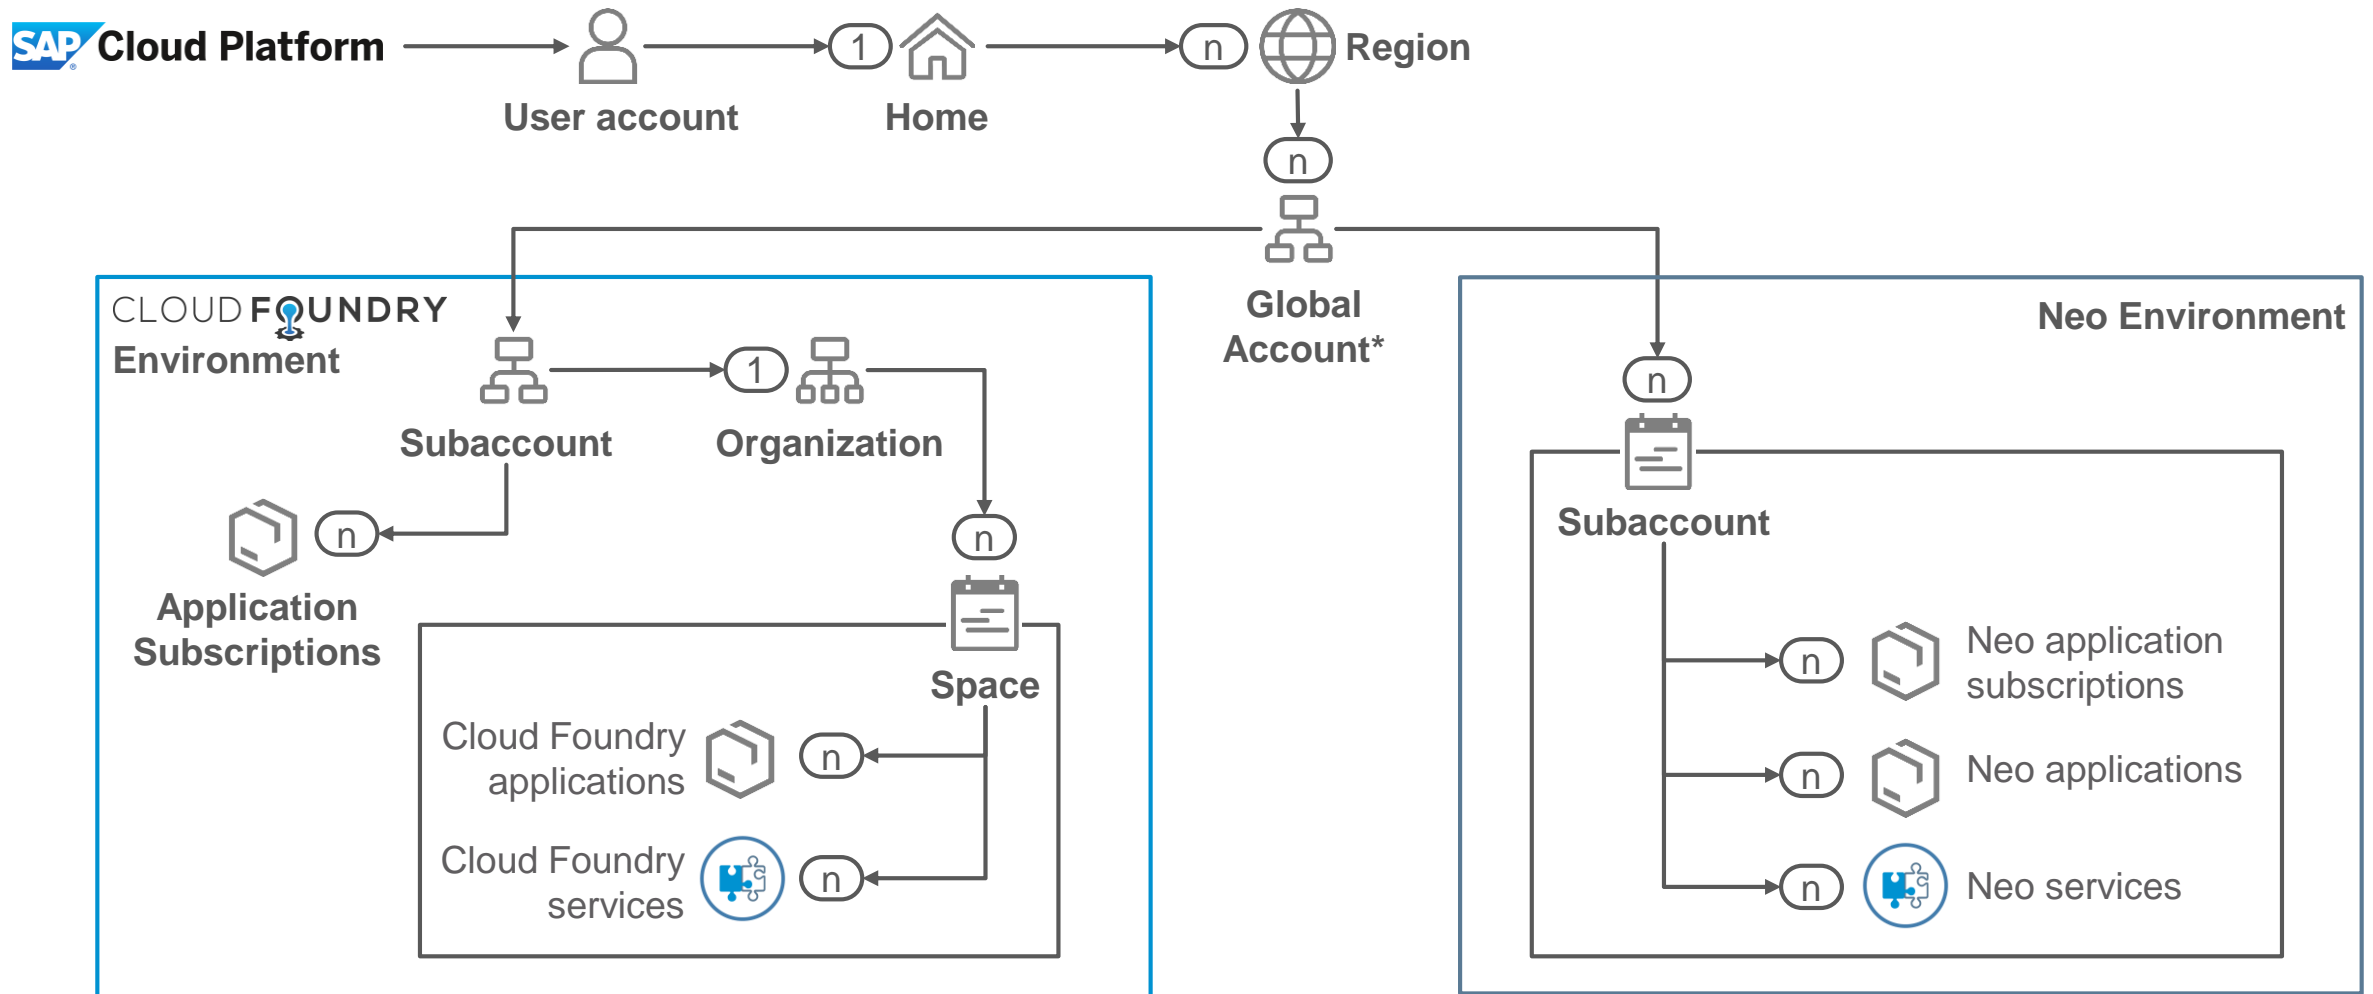 SAP Cloud Platform
1
n
Region
User account
Home
n
CLOUD FOUNDRY
Environment
Global
Account*
Neo Environment
1
n
Subaccount
Organization
n
n
Subaccount
Application
Subscriptions
Space
Cloud Foundry
applications
n
Cloud Foundry
services
n
n
Neo application
subscriptions
n
Neo applications
n
Neo services